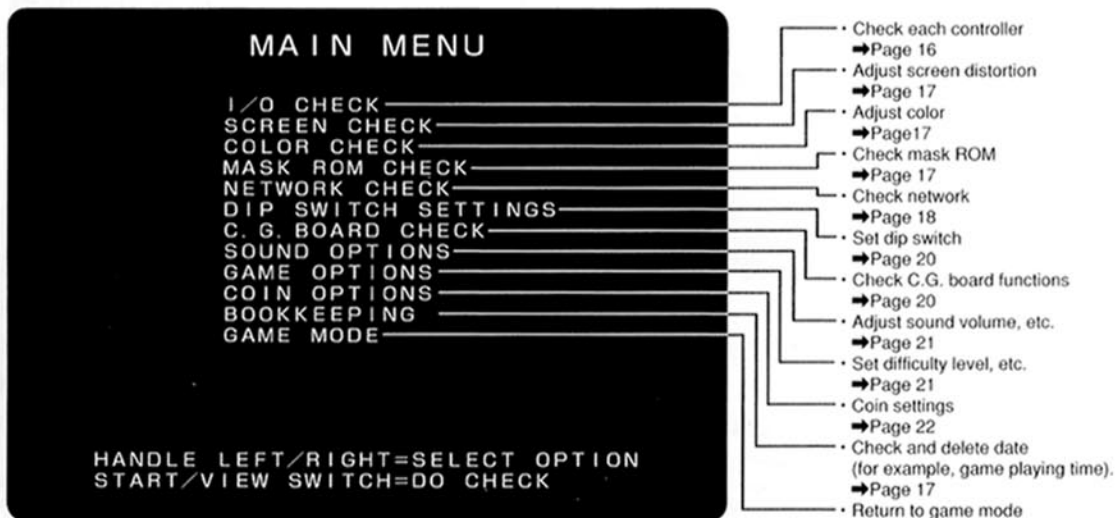 MAIN MENU
I/O CHECK
SCREEN CHECK
COLOR CHECK
MASK ROM CHECK
NETWORK CHECK
DIP SWITCH SETTINGS
C.G.BOARD CHECK
SOUND OPTIONS
GAME OPTIONS
COIN OPTIONS
BOOKKEEPING
GAME MODE
HANDLE LEFT/RIGHT=SELECT OPTION
START/VIEW SWITCH=DO CHECK
· Check each controller
➡Page 16
· Adjust screen distortion
➡Page 17
· Adjust color
➡Page17
· Check mask ROM
➡Page 17
· Check network
➡Page 18
· Set dip switch
➡Page 20
· Check C.G. board functions
➡Page 20
· Adjust sound volume, etc.
➡Page 21
· Set difficulty level, etc.
➡Page 21
· Coin settings
➡Page 22
· Check and delete date
(for example, game playing time).
➡Page 17
· Return to game mode